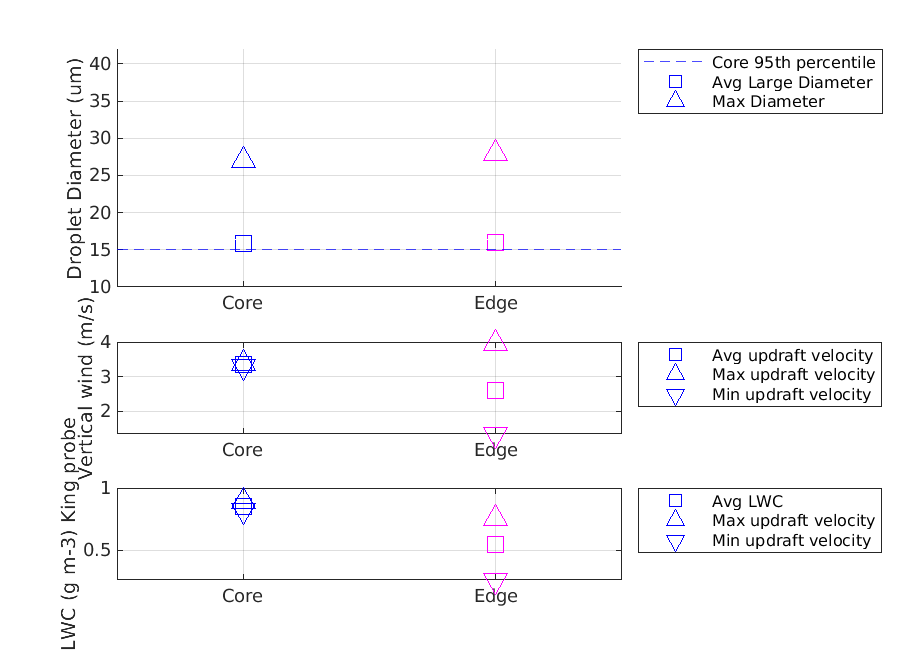 Droplet Diameter (um)
40
35
30
25
20
15
10
Core
Edge
Core 95th percentile
Avg Large Diameter
Max Diameter
Vertical wind (m/s)
4
3
2
Core
Edge
Avg updraft velocity
Max updraft velocity
Min updraft velocity
LWC (g m-3) King probe
1
0.5
Core
Edge
Avg LWC
Max updraft velocity
Min updraft velocity